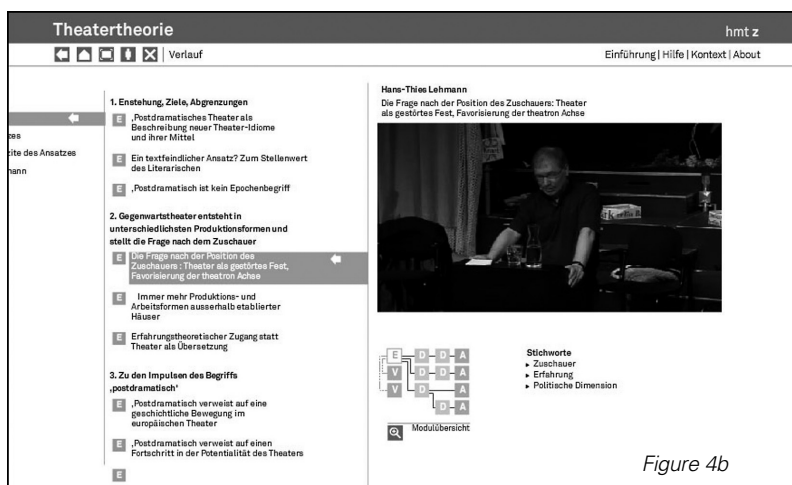 Theatertheorie
hmt z
Verlauf
Einführung | Hilfe | Kontext | About
zes
zite des Ansatzes
nann
1. Enstehung, Ziele, Abgrenzungen
E ‚Postdramatisches Theater als
Beschreibung neuer Theater-Idiome
und ihrer Mittel
E Ein textfeindlicher Ansatz? Zum Stellenwert
des Literarischen
E ‚Postdramatisch ist kein Epochenbegriff
2. Gegenwartstheater entsteht in
unterschiedlichsten Produktionsformen und
stellt die Frage nach dem Zuschauer
E Die Frage nach der Position des
Zuschauers : Theater als gestörtes Fest,
Favorisierung der theatron Achse
E Immer mehr Produktions- und
Arbeitsformen ausserhalb etablierter
Häuser
E Erfahrungstheoretischer Zugang statt
Theater als Übersetzung
3. Zu den Impulsen des Begriffs
‚postdramatisch'
E ‚Postdramatisch verweist auf eine
geschichtliche Bewegung im
europäischen Theater
E ‚Postdramatisch verweist auf einen
Fortschritt in der Potentialität des Theaters
E
Hans-Thies Lehmann
Die Frage nach der Position des Zuschauers: Theater
als gestörtes Fest, Favorisierung der theatron Achse
E D D A
V D D A
V D A
D A
Modulübersicht
Stichworte
▸ Zuschauer
▸ Erfahrung
▸ Politische Dimension
Figure 4b